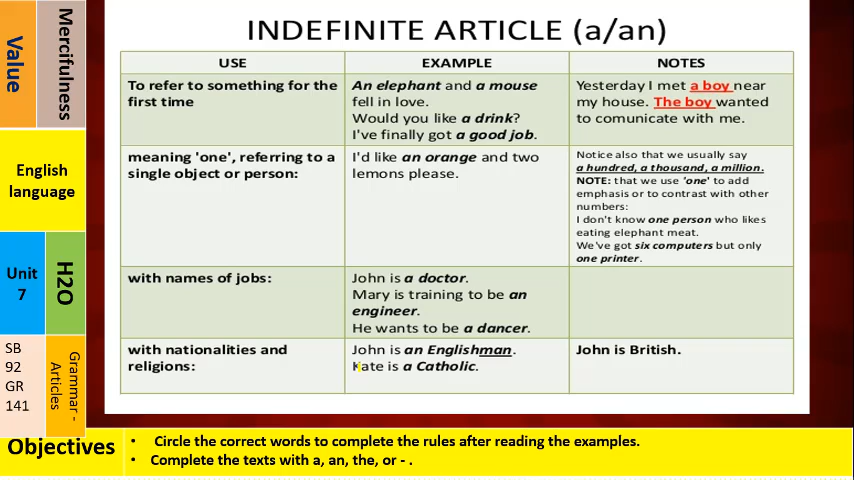 Value
Mercifulness
English
language
Unit
7
H2O
SB
92
GR
141
Grammar -
Articles
INDEFINITE ARTICLE (a/an)
USE
EXAMPLE
NOTES
To refer to something for the
first time
An elephant and a mouse
fell in love.
Would you like a drink?
I've finally got a good job.
Yesterday I met a boy near
my house. The boy wanted
to comunicate with me.
meaning 'one', referring to a
single object or person:
I'd like an orange and two
lemons please.
Notice also that we usually say
a hundred, a thousand, a million.
NOTE: that we use 'one' to add
emphasis or to contrast with other
numbers:
I don't know one person who likes
eating elephant meat.
We've got six computers but only
one printer.
with names of jobs:
John is a doctor.
Mary is training to be an
engineer.
He wants to be a dancer.
with nationalities and
religions:
John is an Englishman.
Kate is a Catholic.
John is British.
Objectives
• Circle the correct words to complete the rules after reading the examples.
• Complete the texts with a, an, the, or - .